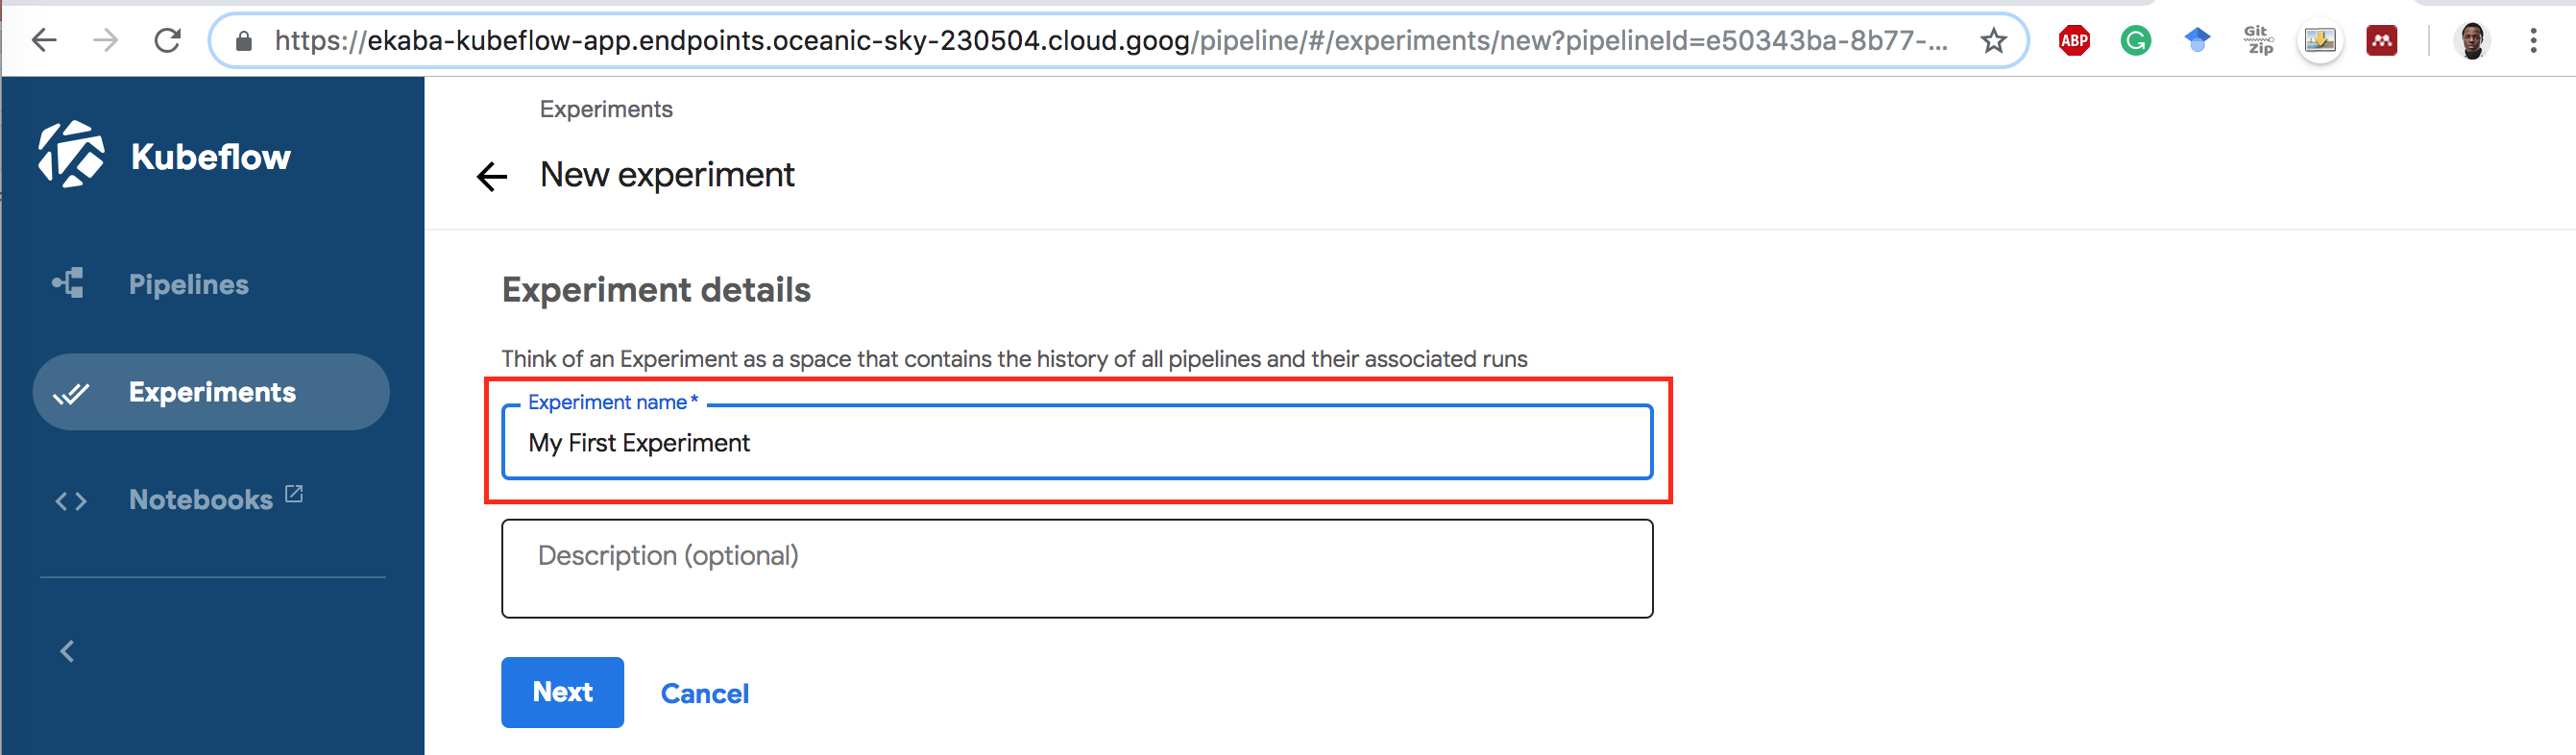 https://ekaba-kubeflow-app.endpoints.oceanic-sky-230504.cloud.goog/pipeline/#/experiments/new?pipelineId=e50343ba-8b77-...
ABP
G
Git
Zip
Kubeflow
Pipelines
Experiments
Notebooks
Experiments
New experiment
Experiment details
Think of an Experiment as a space that contains the history of all pipelines and their associated runs
Experiment name*
My First Experiment
Description (optional)
Next
Cancel